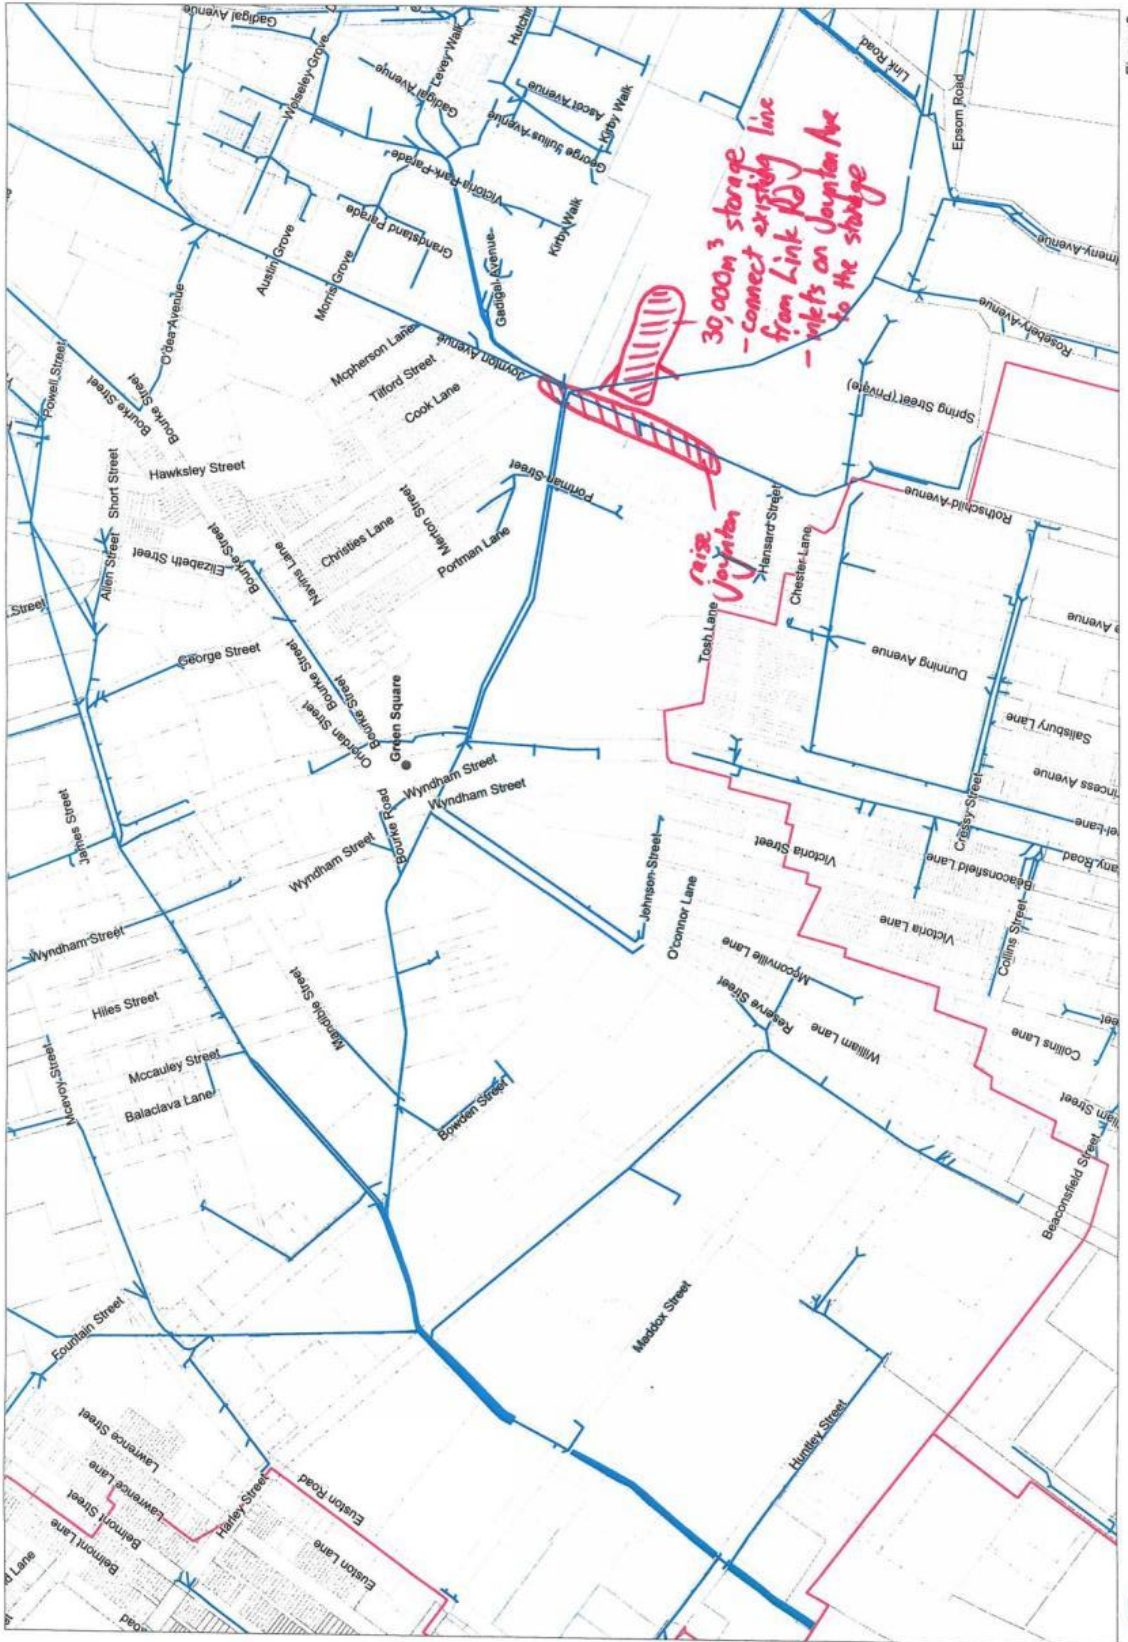 Gadigal Avenue
Wolseley Grove
Levey Walk
Gadigal Avenue
George Julius Avenue
Ascot Avenue
Kirby Walk
Link Road
Epsom Road
Victoria Park Parade
Grandstand Parade
Kirby Walk
Gadigal Avenue
Austin Grove
Morris Grove
O'dea Avenue
Powell Street
Bourke Street
Bourke Street
Mcpherson Lane
Joynton Avenue
Tilford Street
Cook Lane
Hawksley Street
Short Street
Allen Street
Elizabeth Street
Bourke Street
Navins Lane
Christies Lane
Merton Street
Portman Lane
Portman Street
30,000m³ storage line
- connect existing
from Link Rd
- inlets on Joynton Ave
to the storage
raise
Joynton
Rosebery Avenue
Spring Street (Private)
Rothschild Avenue
Hansard Street
Chester Lane
Tosh Lane
Dunning Avenue
Salisbury Lane
Cressy Street
Street
George Street
Bourke Street
Bourke Street
Oriordan Street
Green Square
Wyndham Street
Wyndham Street
Bourke Road
Wyndham Street
James Street
Wyndham Street
Hiles Street
Mandible Street
Mccauley Street
Balaclava Lane
Mcevoy Street
Bowden Street
Johnson Street
O'connor Lane
Mcconville Lane
Reserve Street
William Lane
Victoria Street
Victoria Lane
Beaconsfield Lane
Collins Street
Collins Lane
Beaconsfield Street
Maddox Street
Huntley Street
Fountain Street
Lawrence Street
Lawrence Lane
Belmont Street
Belmont Lane
Harley Street
Euston Road
Euston Lane